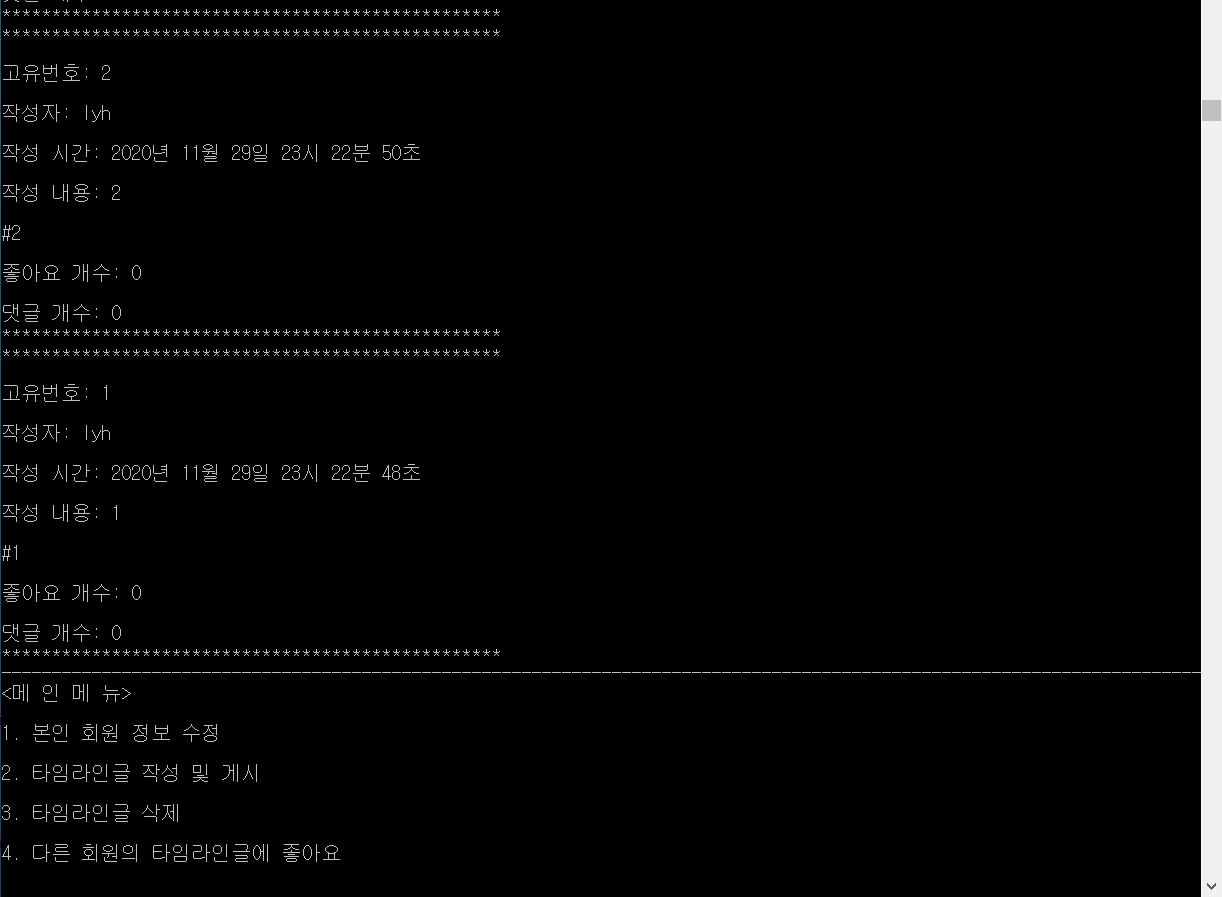 **************************************************
**************************************************
고유번호: 2
작성자: lyh
작성 시간: 2020년 11월 29일 23시 22분 50초
작성 내용: 2
#2
좋아요 개수: 0
댓글 개수: 0
**************************************************
**************************************************
고유번호: 1
작성자: lyh
작성 시간: 2020년 11월 29일 23시 22분 48초
작성 내용: 1
#1
좋아요 개수: 0
댓글 개수: 0
**************************************************
<메 인 메 뉴>
1. 본인 회원 정보 수정
2. 타임라인글 작성 및 게시
3. 타임라인글 삭제
4. 다른 회원의 타임라인글에 좋아요